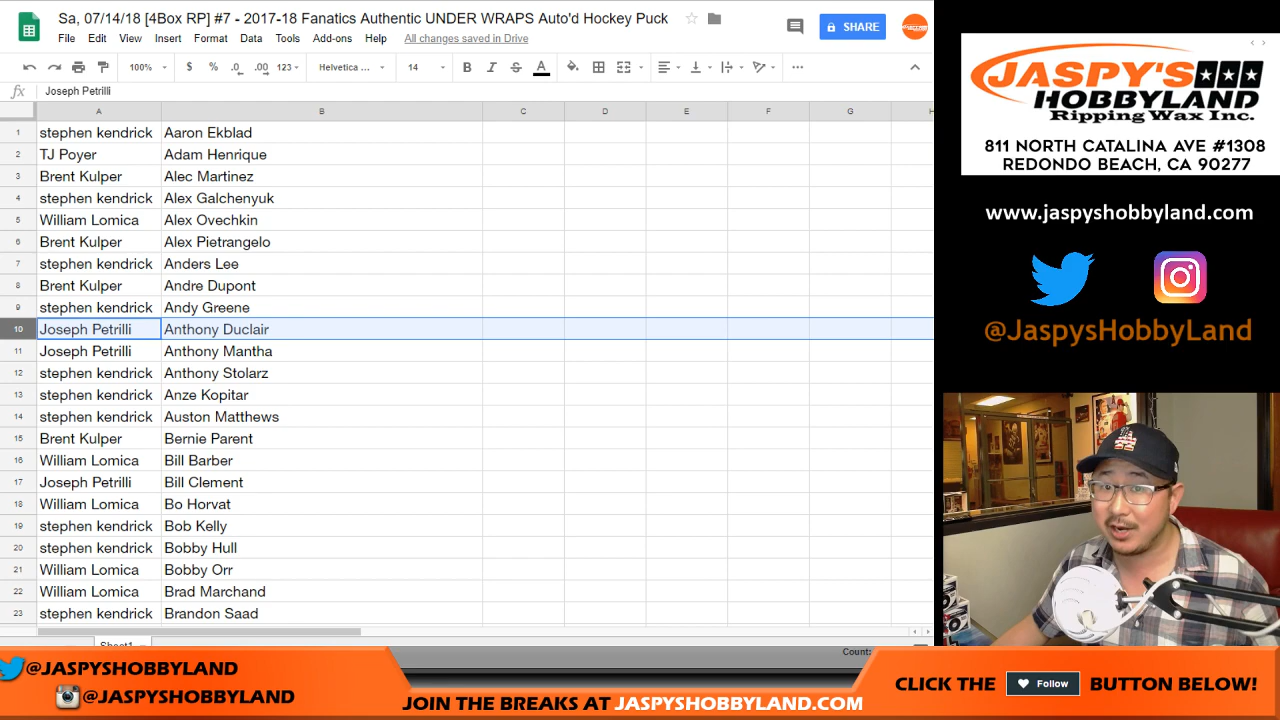 Sa, 07/14/18 [4Box RP] #7 - 2017-18 Fanatics Authentic UNDER WRAPS Auto'd Hockey Puck
File Edit View Insert Format Data Tools Add-ons Help All changes saved in Drive
SHARE
100% $ % .0 .00 123 Helvetica ... 14 B I S A
fx Joseph Petrilli
A B C D E F G H
1 stephen kendrick Aaron Ekblad
2 TJ Poyer Adam Henrique
3 Brent Kulper Alec Martinez
4 stephen kendrick Alex Galchenyuk
5 William Lomica Alex Ovechkin
6 Brent Kulper Alex Pietrangelo
7 stephen kendrick Anders Lee
8 Brent Kulper Andre Dupont
9 stephen kendrick Andy Greene
10 Joseph Petrilli Anthony Duclair
11 Joseph Petrilli Anthony Mantha
12 stephen kendrick Anthony Stolarz
13 stephen kendrick Anze Kopitar
14 stephen kendrick Auston Matthews
15 Brent Kulper Bernie Parent
16 William Lomica Bill Barber
17 Joseph Petrilli Bill Clement
18 William Lomica Bo Horvat
19 stephen kendrick Bob Kelly
20 stephen kendrick Bobby Hull
21 William Lomica Bobby Orr
22 William Lomica Brad Marchand
23 stephen kendrick Brandon Saad
Sheet1
Count:
JASPY'S
HOBBYLAND
Ripping Wax Inc.
811 NORTH CATALINA AVE #1308
REDONDO BEACH, CA 90277
www.jaspyshobbyland.com
@JaspysHobbyLand
@JASPYSHOBBYLAND
@JASPYSHOBBYLAND
JOIN THE BREAKS AT JASPYSHOBBYLAND.COM
CLICK THE Follow BUTTON BELOW!